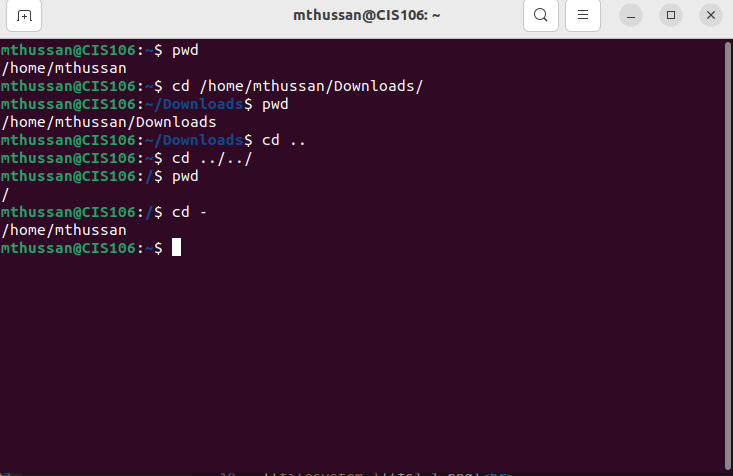 mthussan@CIS106: ~
mthussan@CIS106:~$ pwd
/home/mthussan
mthussan@CIS106:~$ cd /home/mthussan/Downloads/
mthussan@CIS106:~/Downloads$ pwd
/home/mthussan/Downloads
mthussan@CIS106:~/Downloads$ cd ..
mthussan@CIS106:~$ cd ../../
mthussan@CIS106:/$ pwd
/
mthussan@CIS106:/$ cd -
/home/mthussan
mthussan@CIS106:~$